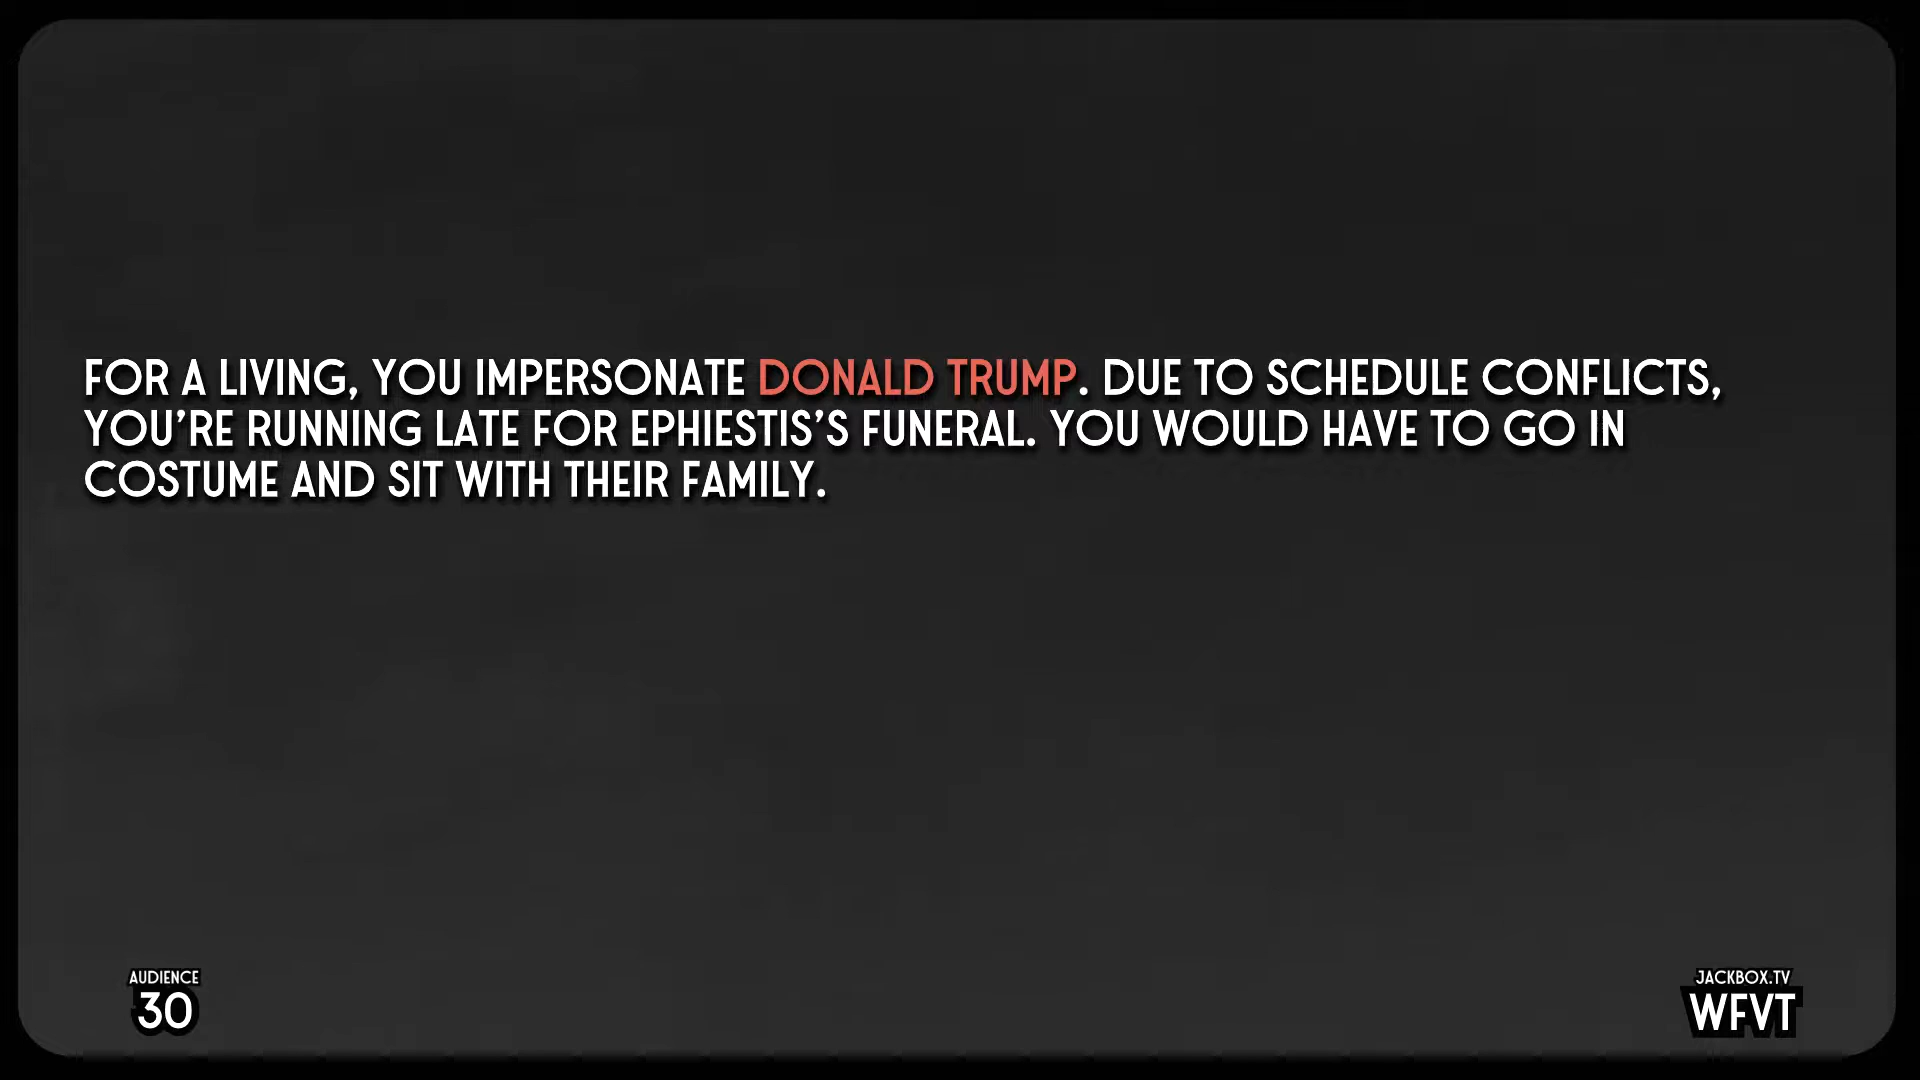 FOR A LIVING, YOU IMPERSONATE DONALD TRUMP. DUE TO SCHEDULE CONFLICTS,
YOU'RE RUNNING LATE FOR EPHIESTIS'S FUNERAL. YOU WOULD HAVE TO GO IN
COSTUME AND SIT WITH THEIR FAMILY.
AUDIENCE
30
JACKBOX.TV
WFVT